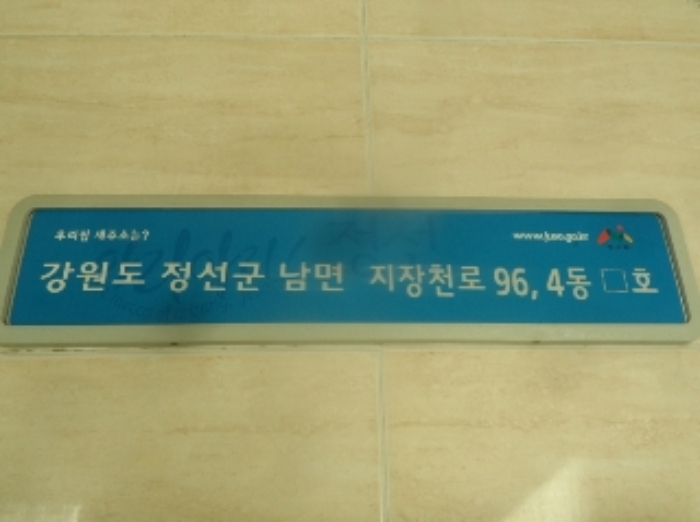 우리집 새주소는?
www.juso.go.kr
강원도 정선군 남면 지장천로 96, 4동 □호